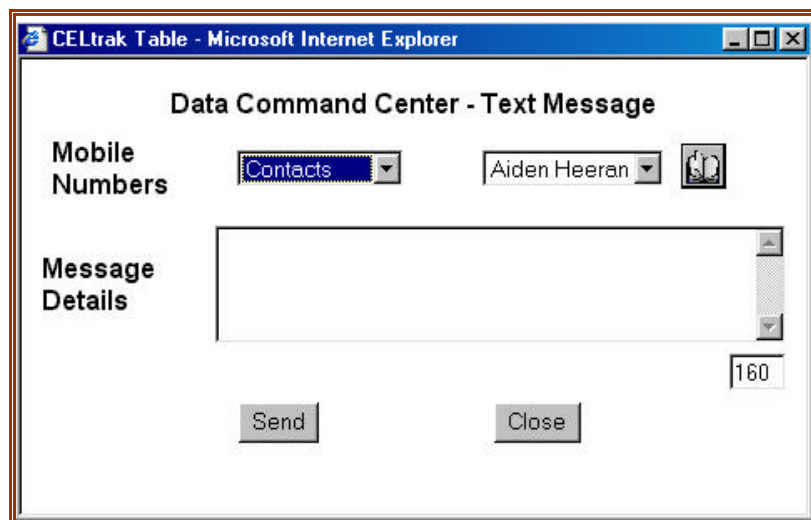 CELtrak Table - Microsoft Internet Explorer
Data Command Center - Text Message
Mobile
Numbers
Contacts
Aiden Heeran
Message
Details
160
Send
Close